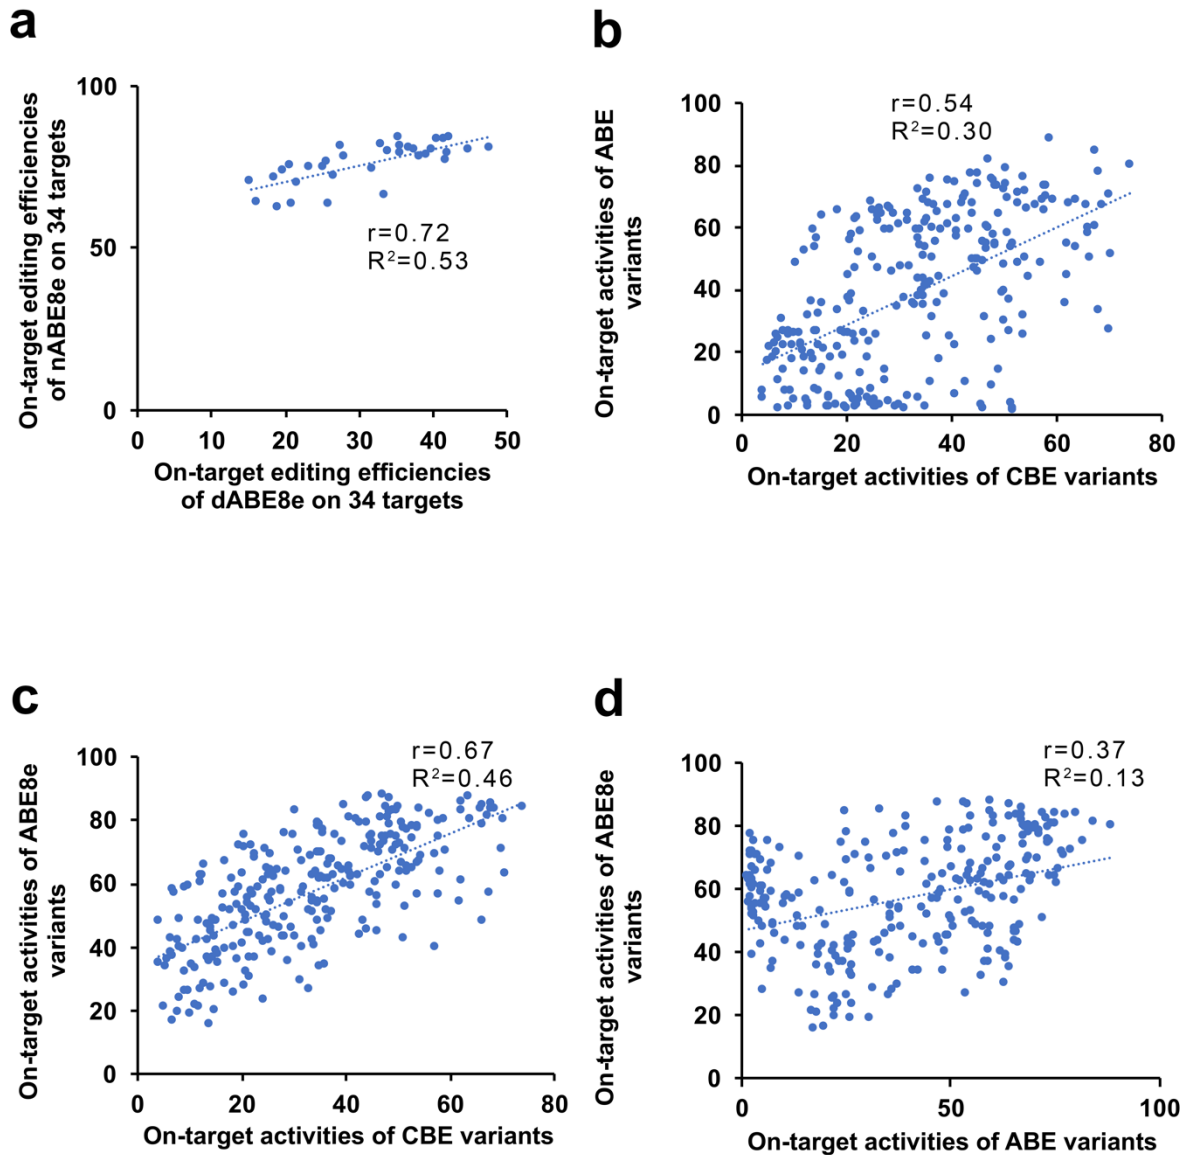 a
On-target editing efficiencies
of nABE8e on 34 targets
100
50
0
r=0.72
R²=0.53
0 10 20 30 40 50
On-target editing efficiencies
of dABE8e on 34 targets
b
On-target activities of ABE
variants
100
80
60
40
20
0
r=0.54
R²=0.30
0 20 40 60 80
On-target activities of CBE variants
c
On-target activities of ABE8e
variants
100
80
60
40
20
0
r=0.67
R²=0.46
0 20 40 60 80
On-target activities of CBE variants
d
On-target activities of ABE8e
variants
100
80
60
40
20
0
r=0.37
R²=0.13
0 50 100
On-target activities of ABE variants